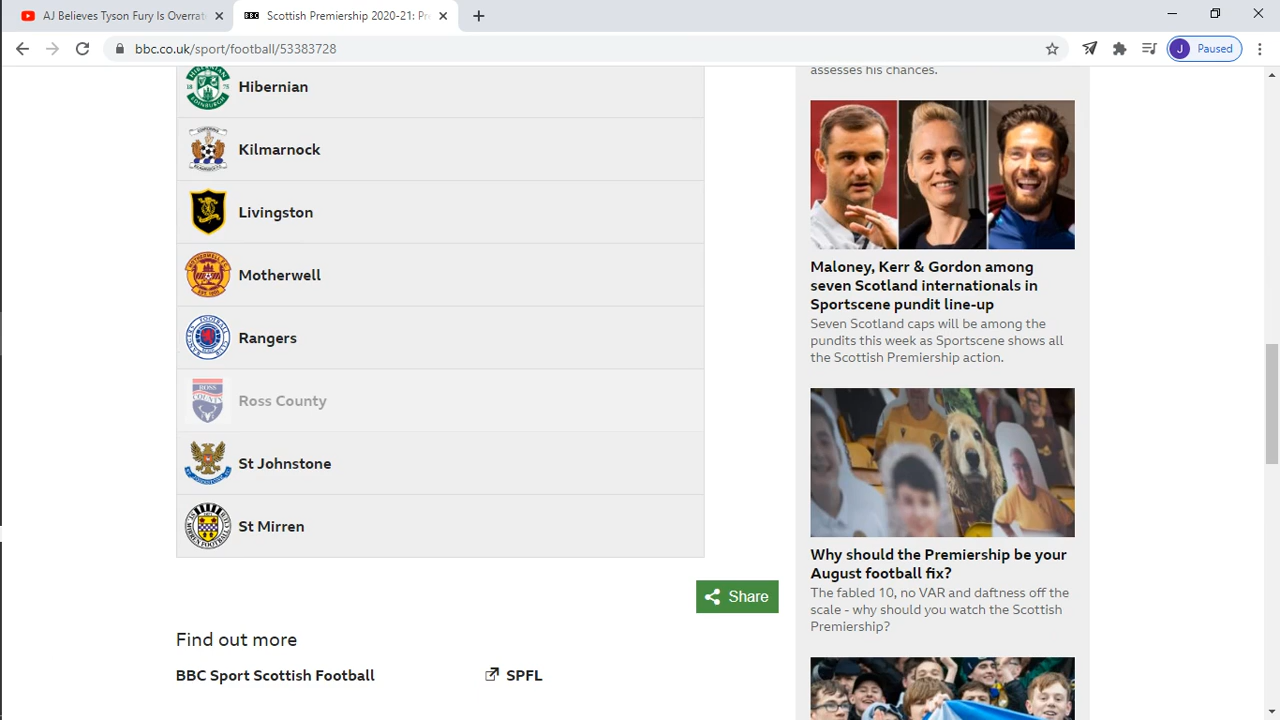 AJ Believes Tyson Fury Is Overrat
BBC Scottish Premiership 2020-21: Pr
bbc.co.uk/sport/football/53383728
J Paused
Hibernian
Kilmarnock
Livingston
Motherwell
Rangers
Ross County
St Johnstone
St Mirren
Share
Find out more
BBC Sport Scottish Football
SPFL
assesses his chances.
Maloney, Kerr & Gordon among
seven Scotland internationals in
Sportscene pundit line-up
Seven Scotland caps will be among the
pundits this week as Sportscene shows all
the Scottish Premiership action.
Why should the Premiership be your
August football fix?
The fabled 10, no VAR and daftness off the
scale - why should you watch the Scottish
Premiership?